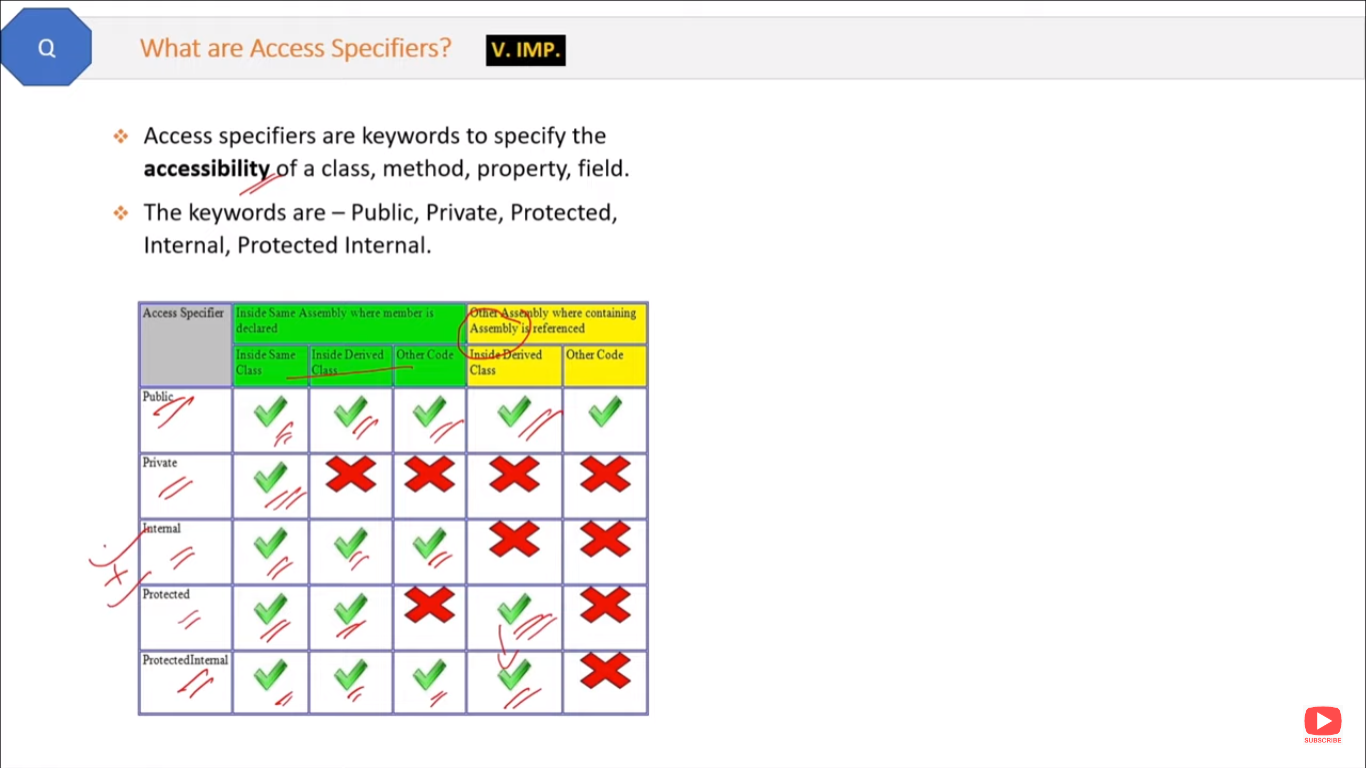 Q
What are Access Specifiers?
V. IMP.
❖ Access specifiers are keywords to specify the
accessibility of a class, method, property, field.
❖ The keywords are – Public, Private, Protected,
Internal, Protected Internal.
Access Specifier
Inside Same Assembly where member is
declared
Other Assembly where containing
Assembly is referenced
Inside Same
Class
Inside Derived
Class
Other Code
Inside Derived
Class
Other Code
Public
Private
Internal
Protected
ProtectedInternal
SUBSCRIBE